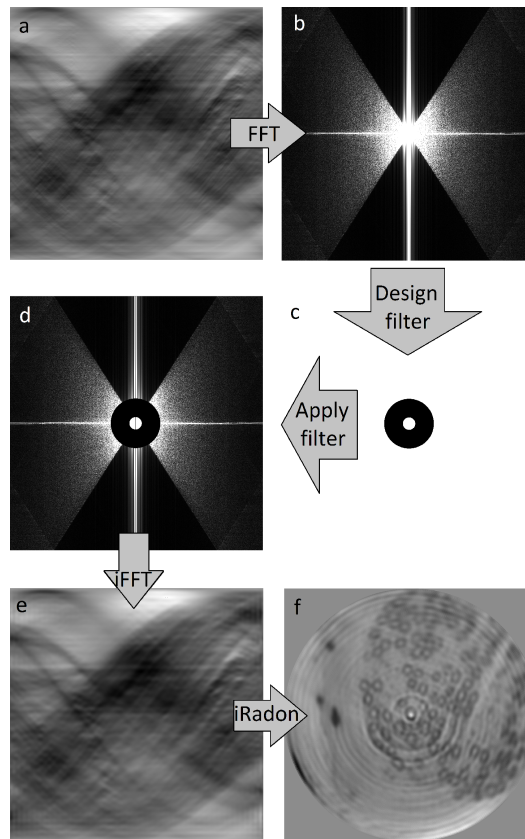 a
b
FFT
Design
filter
c
d
Apply
filter
iFFT
e
f
iRadon